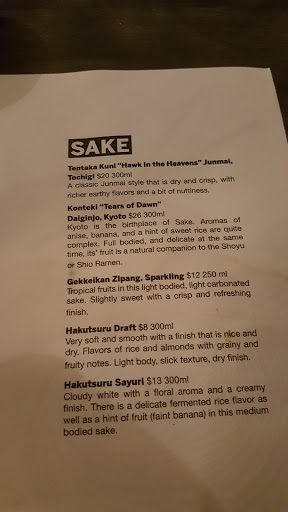 SAKE
Tentaka Kuni "Hawk in the Heavens" Junmai,
Tochigi $20 300ml
A classic Junmai style that is dry and crisp, with
richer earthy flavors and a bit of nuttiness.
Konteki "Tears of Dawn"
Daiginjo, Kyoto $26 300ml
Kyoto is the birthplace of Sake. Aromas of
anise, banana, and a hint of sweet rice are quite
complex. Full bodied, and delicate at the same
time, its' fruit is a natural companion to the Shoyu
or Shio Ramen.
Gekkeikan Zipang, Sparkling $12 250 ml
Tropical fruits in this light bodied, light carbonated
sake. Slightly sweet with a crisp and refreshing
finish.
Hakutsuru Draft $8 300ml
Very soft and smooth with a finish that is nice and
dry. Flavors of rice and almonds with grainy and
fruity notes. Light body, slick texture, dry finish.
Hakutsuru Sayuri $13 300ml
Cloudy white with a floral aroma and a creamy
finish. There is a delicate fermented rice flavor as
well as a hint of fruit (faint banana) in this medium
bodied sake.